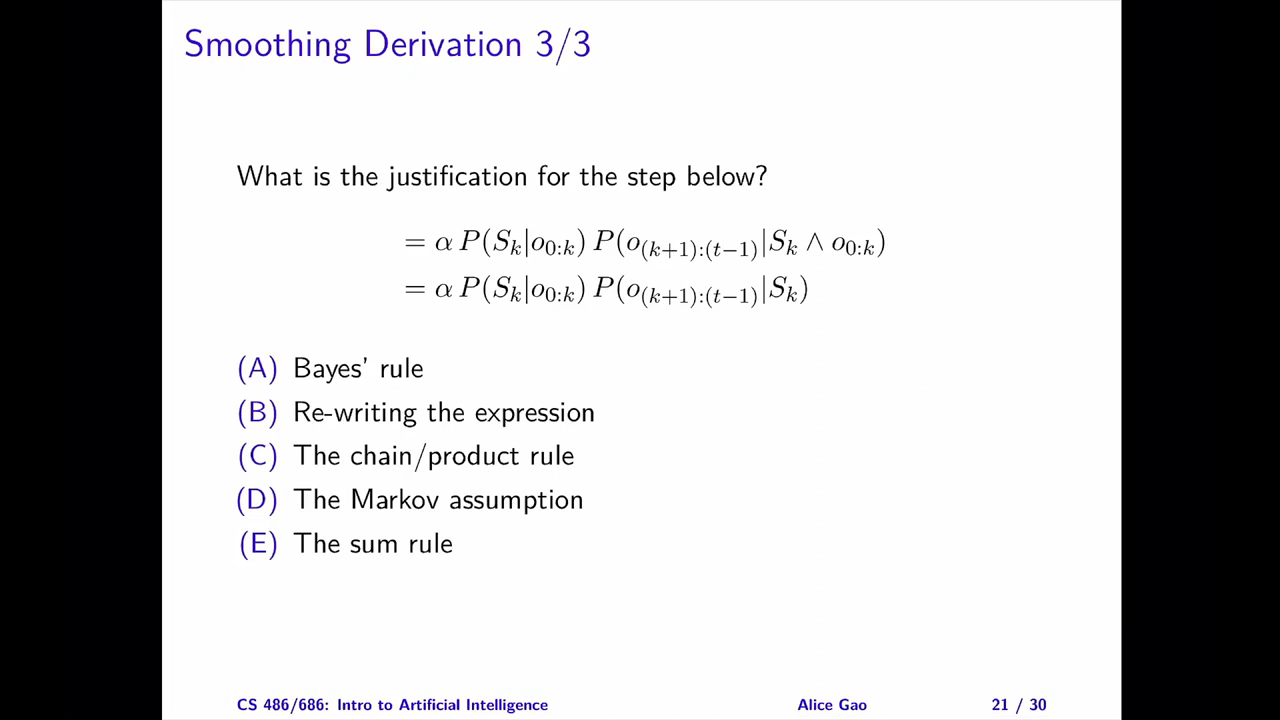 Smoothing Derivation 3/3
What is the justification for the step below?
= α P(S_k|o_{0:k}) P(o_{(k+1):(t−1)}|S_k ∧ o_{0:k})
= α P(S_k|o_{0:k}) P(o_{(k+1):(t−1)}|S_k)
(A) Bayes' rule
(B) Re-writing the expression
(C) The chain/product rule
(D) The Markov assumption
(E) The sum rule
CS 486/686: Intro to Artificial Intelligence Alice Gao 21 / 30